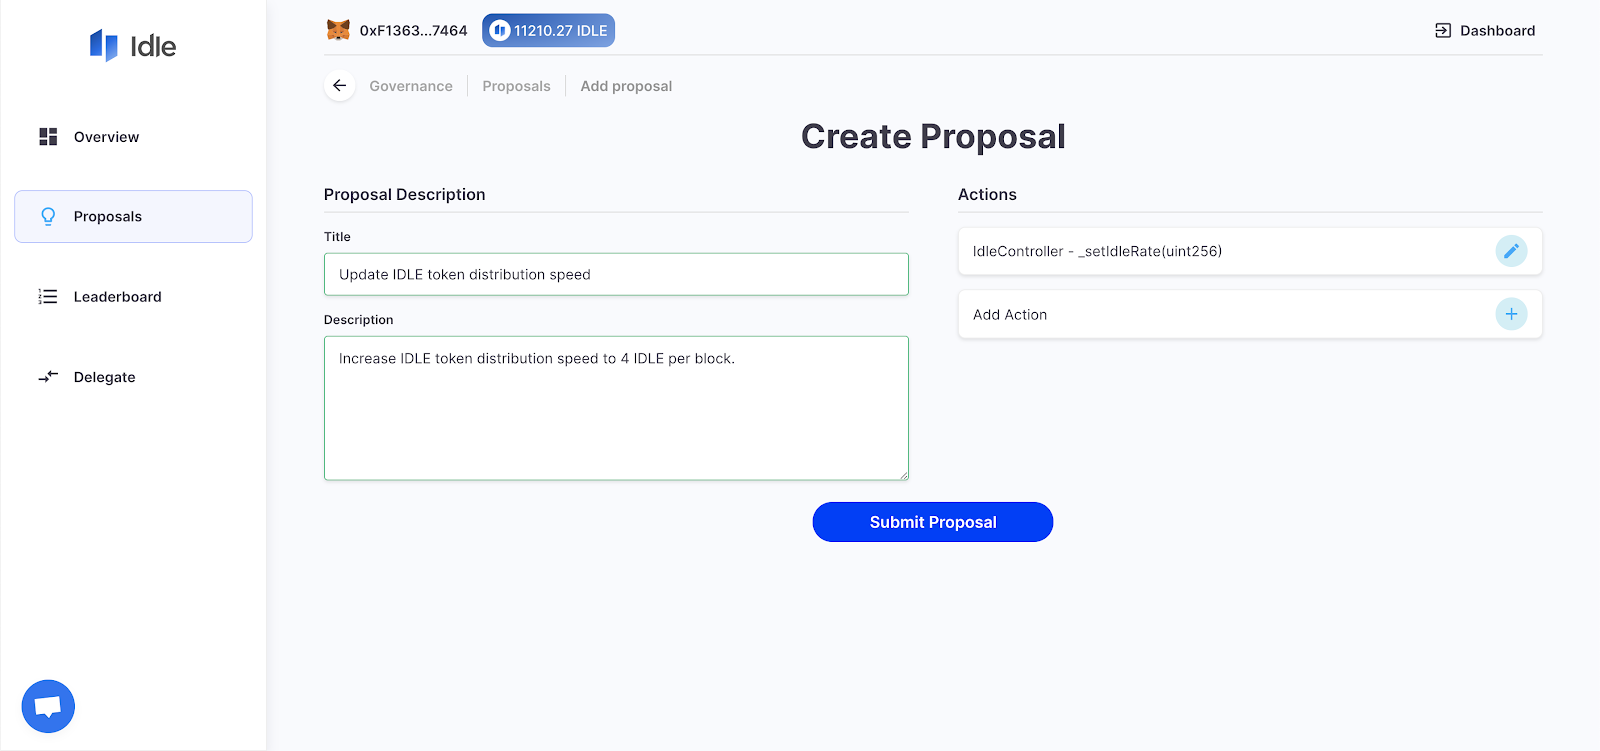 Idle
0xF1363...7464
11210.27 IDLE
Dashboard
Governance
Proposals
Add proposal
Overview
Proposals
Leaderboard
Delegate
Create Proposal
Proposal Description
Title
Update IDLE token distribution speed
Description
Increase IDLE token distribution speed to 4 IDLE per block.
Actions
IdleController - _setIdleRate(uint256)
Add Action
Submit Proposal